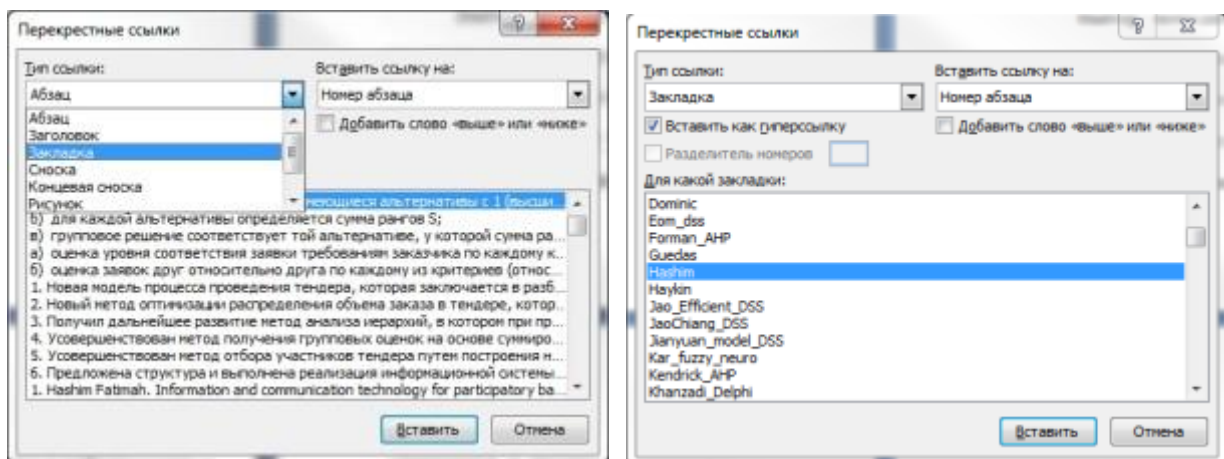 Перекрестные ссылки
Тип ссылки:
Вставить ссылку на:
Абзац
Номер абзаца
Абзац
Заголовок
Закладка
Сноска
Концевая сноска
Рисунок
Добавить слово «выше» или «ниже»
еющиеся альтернативы с 1 (высши...
б) для каждой альтернативы определяется сумма рангов S;
в) групповое решение соответствует той альтернативе, у которой сумма ра...
а) оценка уровня соответствия заявки требованиям заказчика по каждому к...
б) оценка заявок друг относительно друга по каждому из критериев (относ...
1. Новая модель процесса проведения тендера, которая заключается в разб...
2. Новый метод оптимизации распределения объема заказа в тендере, котор...
3. Получил дальнейшее развитие метод анализа иерархий, в котором при пр...
4. Усовершенствован метод получения групповых оценок на основе суммиро...
5. Усовершенствован метод отбора участников тендера путем построения н...
6. Предложена структура и выполнена реализация информационной системы...
1. Hashim Fatimah. Information and communication technology for participatory ba...
Вставить
Отмена
Перекрестные ссылки
Тип ссылки:
Вставить ссылку на:
Закладка
Номер абзаца
Вставить как гиперссылку
Добавить слово «выше» или «ниже»
Разделитель номеров
Для какой закладки:
Dominic
Eom_dss
Forman_AHP
Guedas
Hashim
Haykin
Jao_Efficient_DSS
JaoChiang_DSS
Jianyuan_model_DSS
Kar_fuzzy_neuro
Kendrick_AHP
Khanzadi_Delphi
Вставить
Отмена